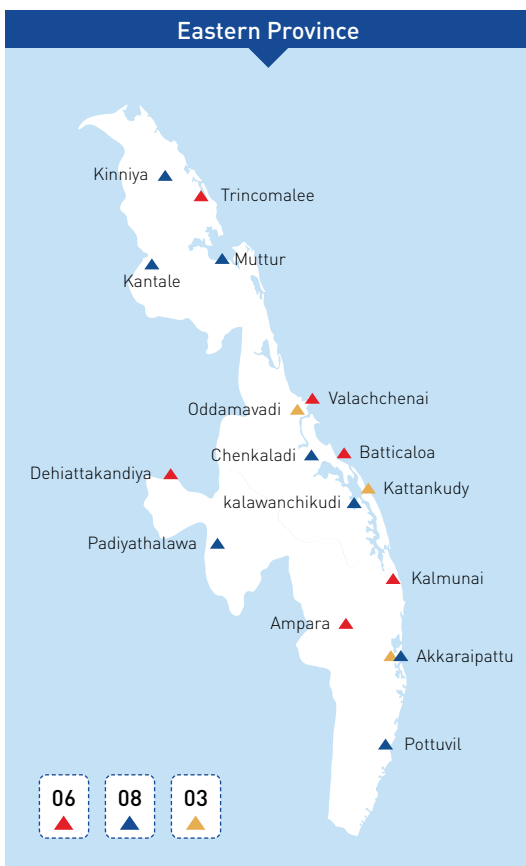 Eastern Province
Kinniya
Trincomalee
Muttur
Kantale
Valachchenai
Oddamavadi
Chenkaladi
Batticaloa
Dehiattakandiya
Kattankudy
kalawanchikudi
Padiyathalawa
Kalmunai
Ampara
Akkaraipattu
Pottuvil
06 08 03